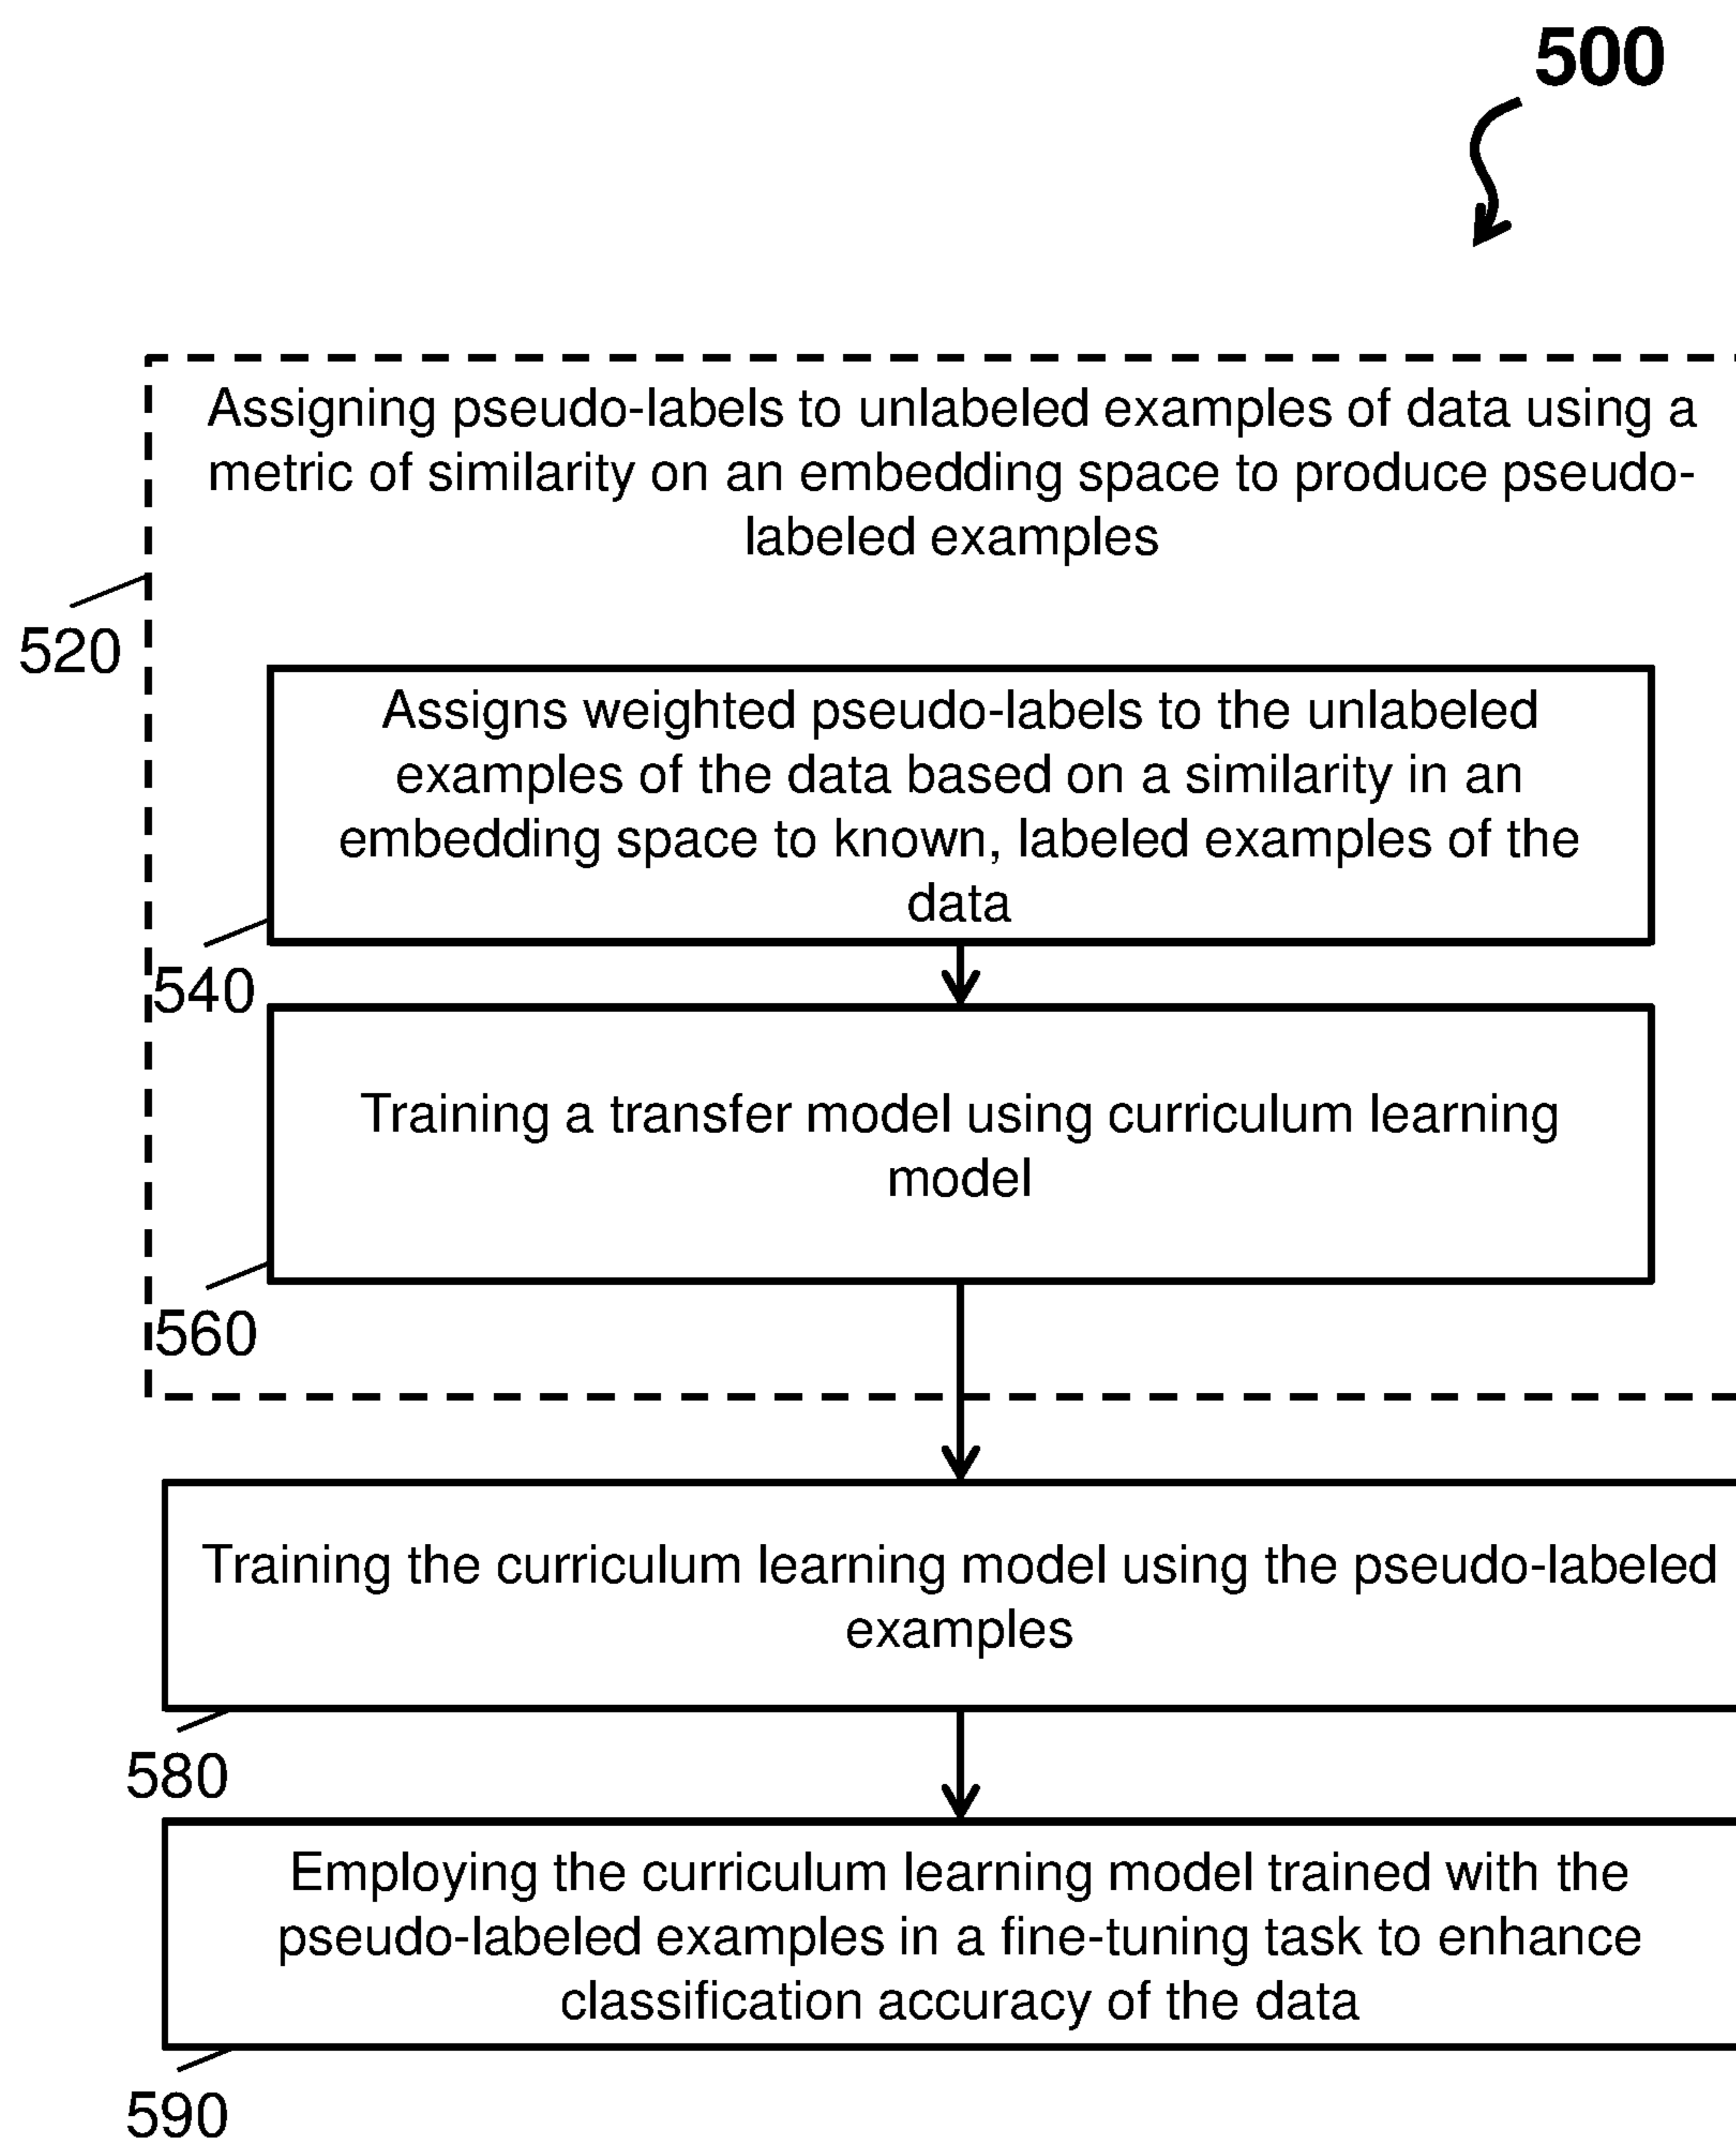 500
Assigning pseudo-labels to unlabeled examples of data using a
metric of similarity on an embedding space to produce pseudo-
labeled examples
520
Assigns weighted pseudo-labels to the unlabeled
examples of the data based on a similarity in an
embedding space to known, labeled examples of the
data
540
Training a transfer model using curriculum learning
model
560
Training the curriculum learning model using the pseudo-labeled
examples
580
Employing the curriculum learning model trained with the
pseudo-labeled examples in a fine-tuning task to enhance
classification accuracy of the data
590